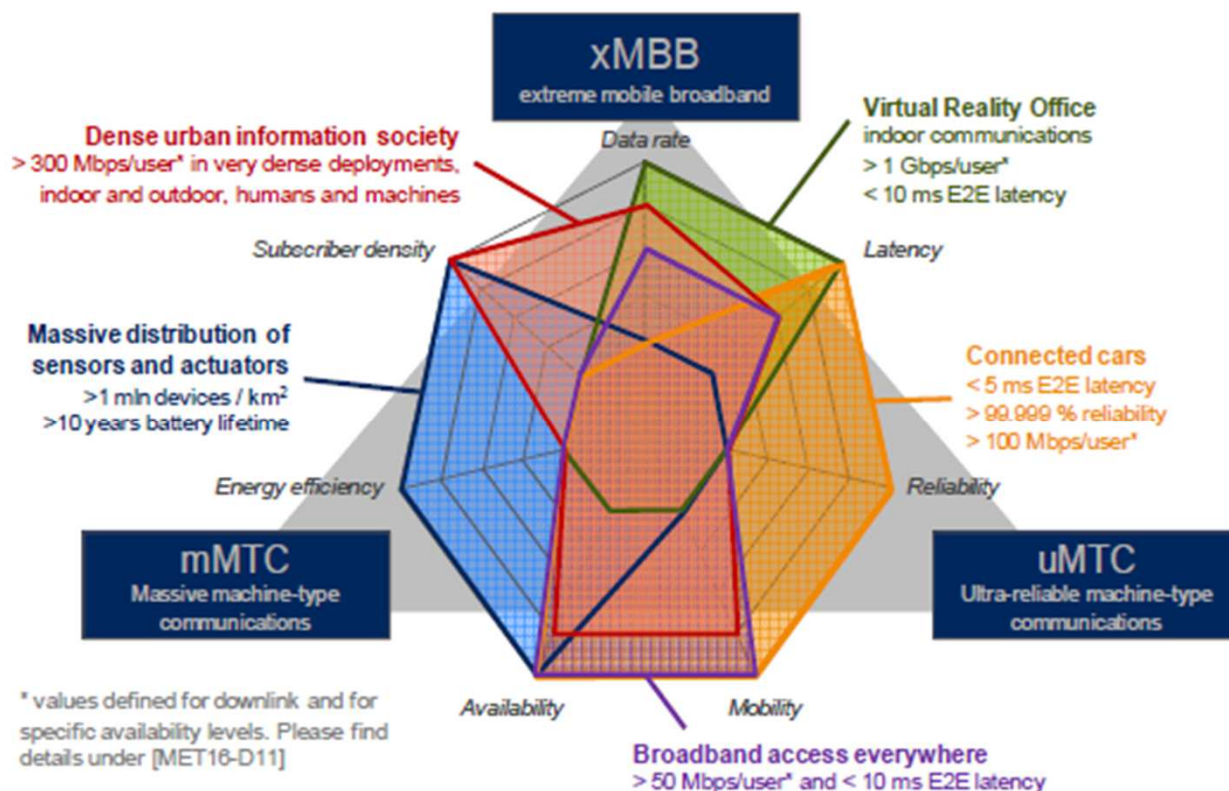 xMBB
extreme mobile broadband
Dense urban information society
> 300 Mbps/user* in very dense deployments,
indoor and outdoor, humans and machines
Data rate
Virtual Reality Office
indoor communications
> 1 Gbps/user*
< 10 ms E2E latency
Subscriber density
Latency
Massive distribution of
sensors and actuators
>1 mln devices / km²
>10 years battery lifetime
Connected cars
< 5 ms E2E latency
> 99.999 % reliability
> 100 Mbps/user*
Energy efficiency
Reliability
mMTC
Massive machine-type
communications
uMTC
Ultra-reliable machine-type
communications
* values defined for downlink and for
specific availability levels. Please find
details under [MET16-D11]
Availability
Mobility
Broadband access everywhere
> 50 Mbps/user* and < 10 ms E2E latency